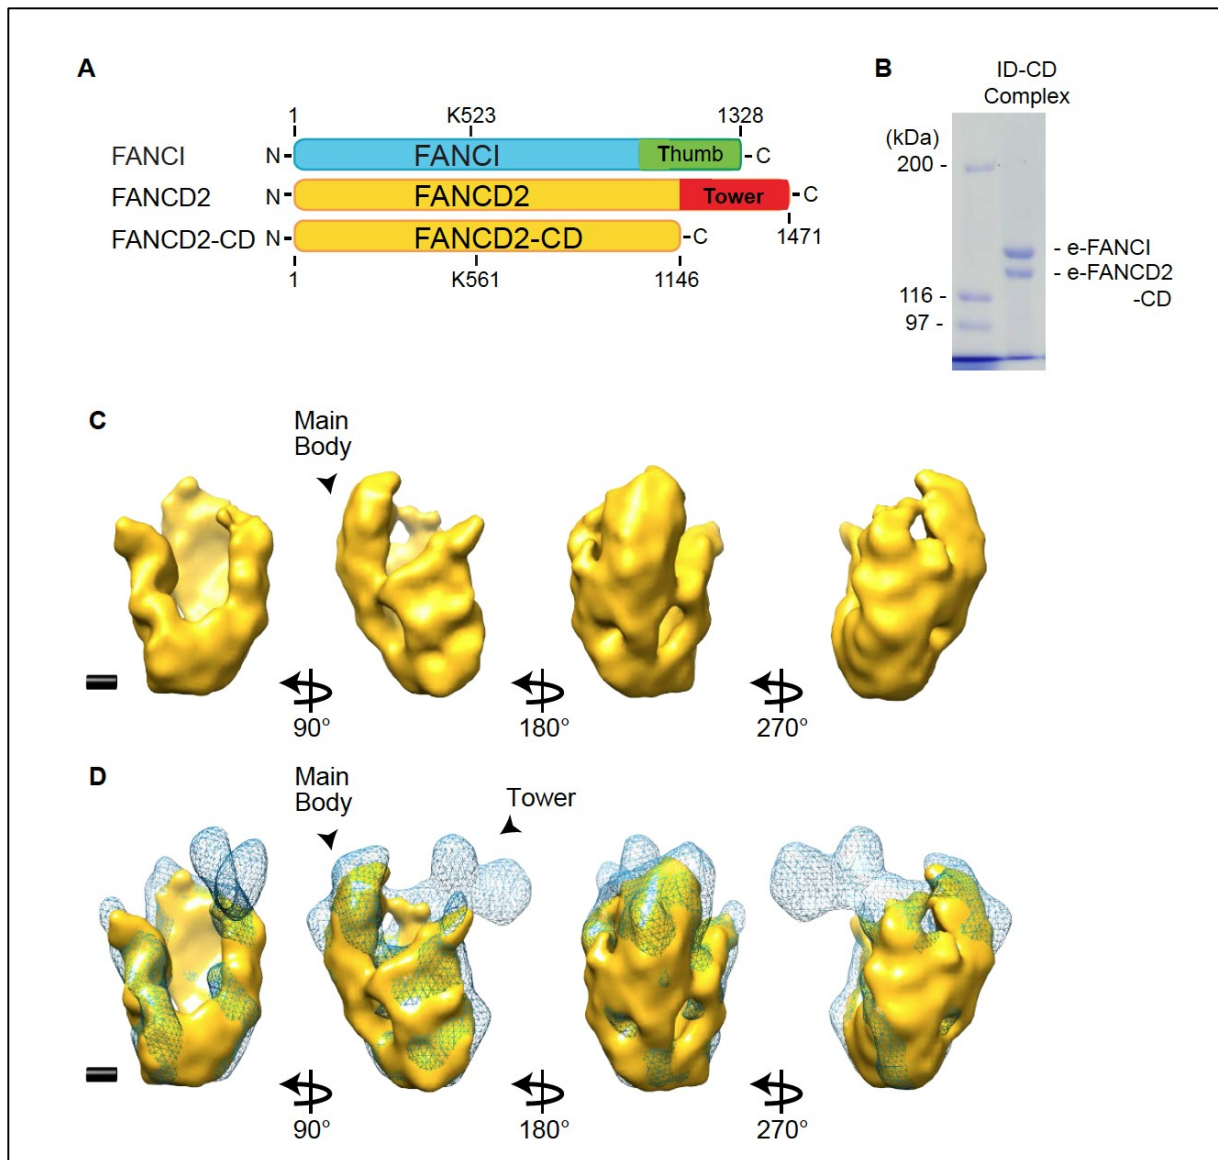 A
1 K523 1328
FANCI N- FANCI Thumb -C
FANCD2 N- FANCD2 Tower -C
1471
FANCD2-CD N- FANCD2-CD -C
1 K561 1146
B
ID-CD
Complex
(kDa)
200 -
- e-FANCI
- e-FANCD2
-CD
116 -
97 -
C
Main
Body
90° 180° 270°
D
Main
Body
Tower
90° 180° 270°